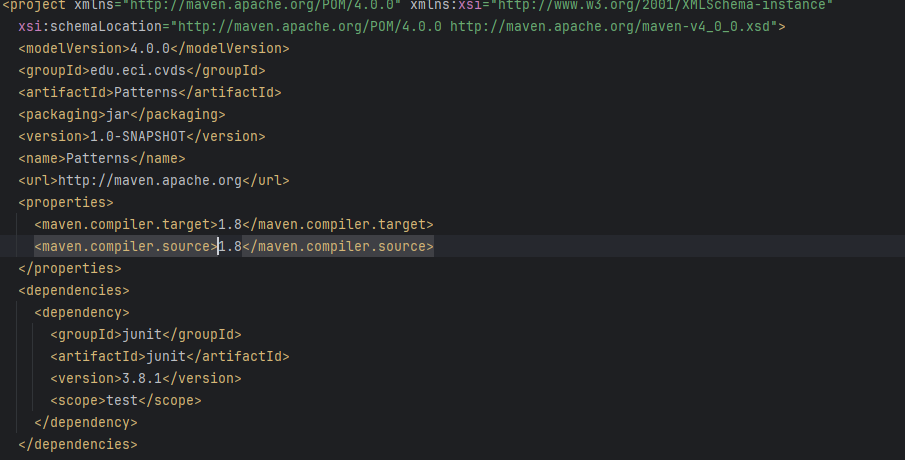 <project xmlns="http://maven.apache.org/POM/4.0.0" xmlns:xsi="http://www.w3.org/2001/XMLSchema-instance"
xsi:schemaLocation="http://maven.apache.org/POM/4.0.0 http://maven.apache.org/maven-v4_0_0.xsd">
<modelVersion>4.0.0</modelVersion>
<groupId>edu.eci.cvds</groupId>
<artifactId>Patterns</artifactId>
<packaging>jar</packaging>
<version>1.0-SNAPSHOT</version>
<name>Patterns</name>
<url>http://maven.apache.org</url>
<properties>
<maven.compiler.target>1.8</maven.compiler.target>
<maven.compiler.source>1.8</maven.compiler.source>
</properties>
<dependencies>
<dependency>
<groupId>junit</groupId>
<artifactId>junit</artifactId>
<version>3.8.1</version>
<scope>test</scope>
</dependency>
</dependencies>